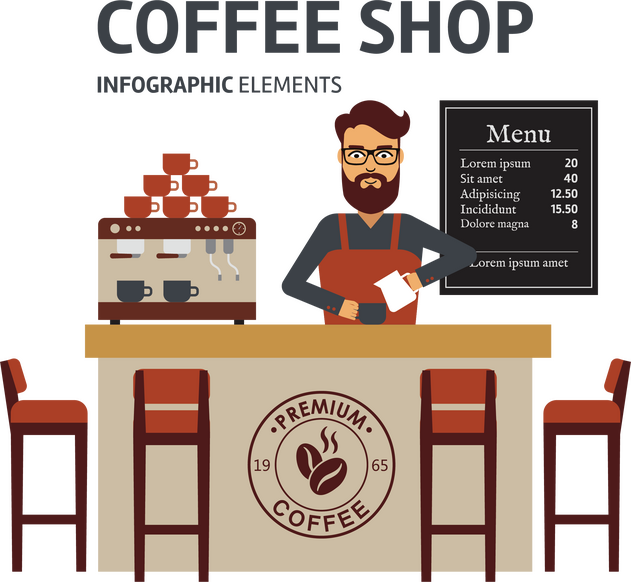 COFFEE SHOP
INFOGRAPHIC ELEMENTS
Menu
Lorem ipsum 20
Sit amet 40
Adipisicing 12.50
Incididunt 15.50
Dolore magna 8
Lorem ipsum amet
• PREMIUM •
19 65
COFFEE